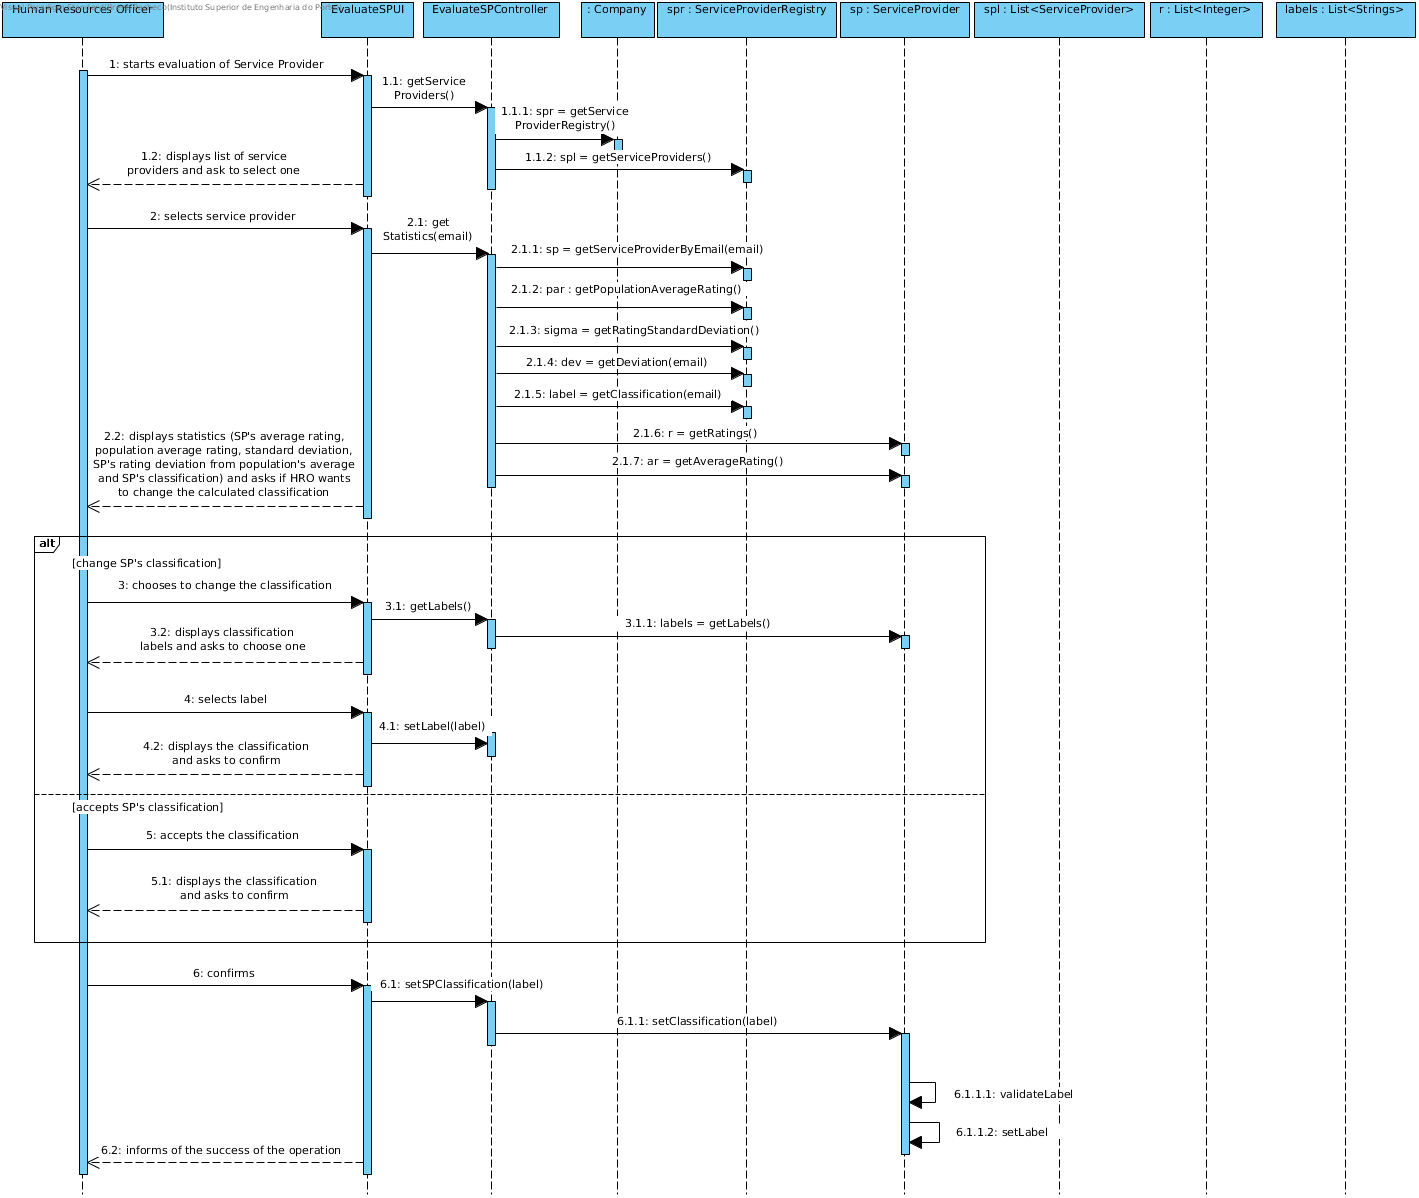 Human Resources Officer
EvaluateSPUI
EvaluateSPController
: Company
spr : ServiceProviderRegistry
sp : ServiceProvider
spl : List<ServiceProvider>
r : List<Integer>
labels : List<Strings>
(Instituto Superior de Engenharia do
1: starts evaluation of Service Provider
1.1: getService
Providers()
1.1.1: spr = getService
ProviderRegistry()
1.1.2: spl = getServiceProviders()
1.2: displays list of service
providers and ask to select one
2: selects service provider
2.1: get
Statistics(email)
2.1.1: sp = getServiceProviderByEmail(email)
2.1.2: par : getPopulationAverageRating()
2.1.3: sigma = getRatingStandardDeviation()
2.1.4: dev = getDeviation(email)
2.1.5: label = getClassification(email)
2.1.6: r = getRatings()
2.1.7: ar = getAverageRating()
2.2: displays statistics (SP's average rating,
population average rating, standard deviation,
SP's rating deviation from population's average
and SP's classification) and asks if HRO wants
to change the calculated classification
alt
[change SP's classification]
3: chooses to change the classification
3.1: getLabels()
3.1.1: labels = getLabels()
3.2: displays classification
labels and asks to choose one
4: selects label
4.1: setLabel(label)
4.2: displays the classification
and asks to confirm
[accepts SP's classification]
5: accepts the classification
5.1: displays the classification
and asks to confirm
6: confirms
6.1: setSPClassification(label)
6.1.1: setClassification(label)
6.1.1.1: validateLabel
6.1.1.2: setLabel
6.2: informs of the success of the operation